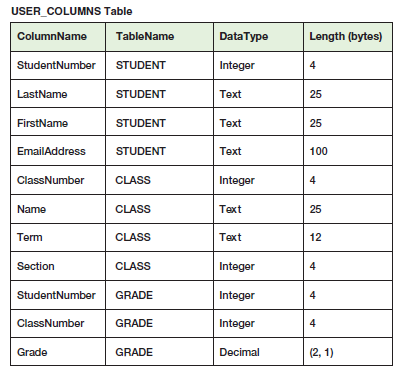 USER_COLUMNS Table
ColumnName TableName DataType Length (bytes)
StudentNumber STUDENT Integer 4
LastName STUDENT Text 25
FirstName STUDENT Text 25
EmailAddress STUDENT Text 100
ClassNumber CLASS Integer 4
Name CLASS Text 25
Term CLASS Text 12
Section CLASS Integer 4
StudentNumber GRADE Integer 4
ClassNumber GRADE Integer 4
Grade GRADE Decimal (2, 1)